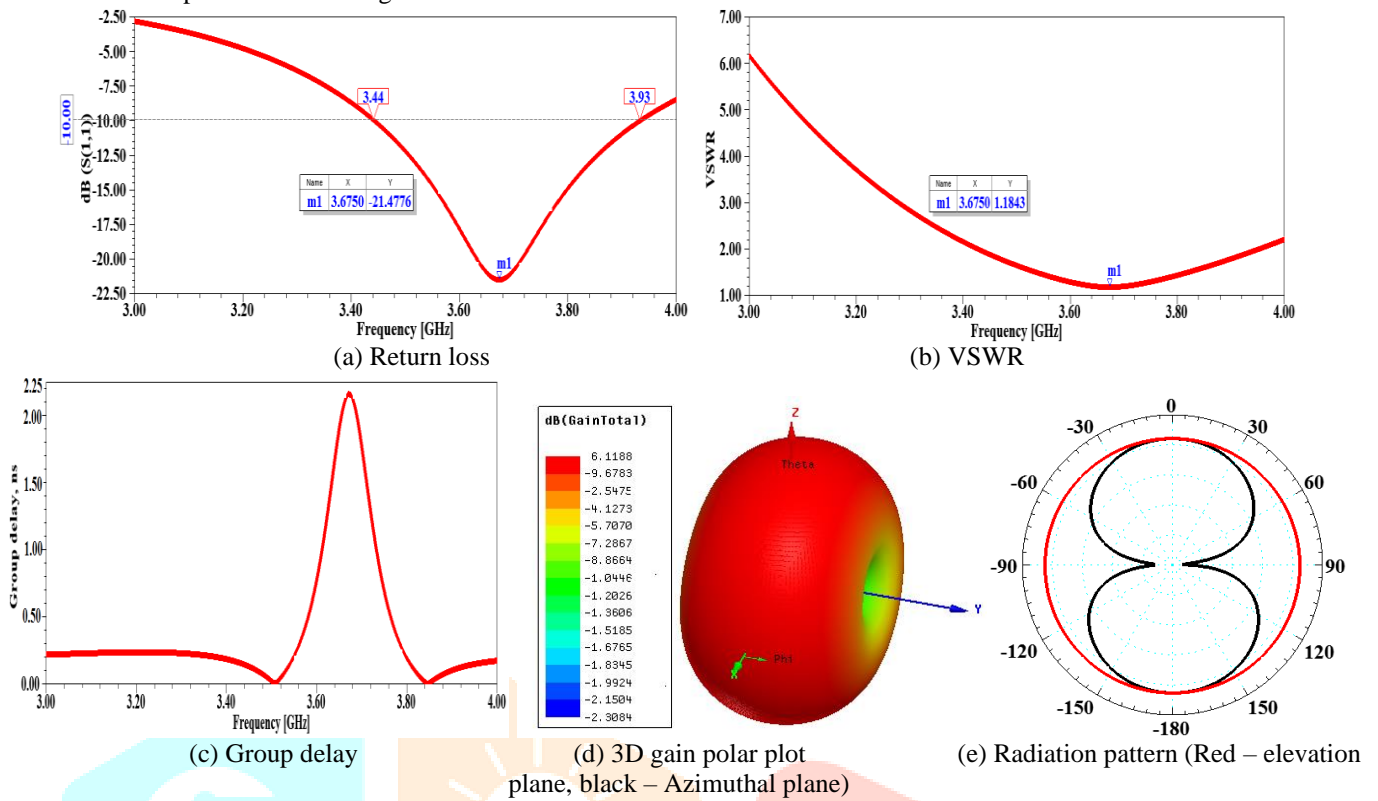 -2.50
-5.00
-7.50
-10.00
-12.50
-15.00
-17.50
-20.00
-22.50
-10.00
dB (S(1,1))
3.44
3.93
Name X Y
m1 3.6750 -21.4776
m1
3.00 3.20 3.40 3.60 3.80 4.00
Frequency [GHz]
(a) Return loss
7.00
6.00
5.00
4.00
3.00
2.00
1.00
VSWR
Name X Y
m1 3.6750 1.1843
m1
3.00 3.20 3.40 3.60 3.80 4.00
Frequency [GHz]
(b) VSWR
2.25
2.00
1.50
1.00
0.50
0.00
Group delay, ns
3.00 3.20 3.40 3.60 3.80 4.00
Frequency [GHz]
(c) Group delay
dB(GainTotal)
6.1188
-9.6783
-2.5475
-4.1273
-5.7070
-7.2867
-8.8664
-1.0446
-1.2026
-1.3606
-1.5185
-1.6765
-1.8345
-1.9924
-2.1504
-2.3084
Z
Theta
Y
Phi
X
(d) 3D gain polar plot
0
-30 30
-60 60
-90 90
-120 120
-150 150
-180
(e) Radiation pattern (Red – elevation
plane, black – Azimuthal plane)